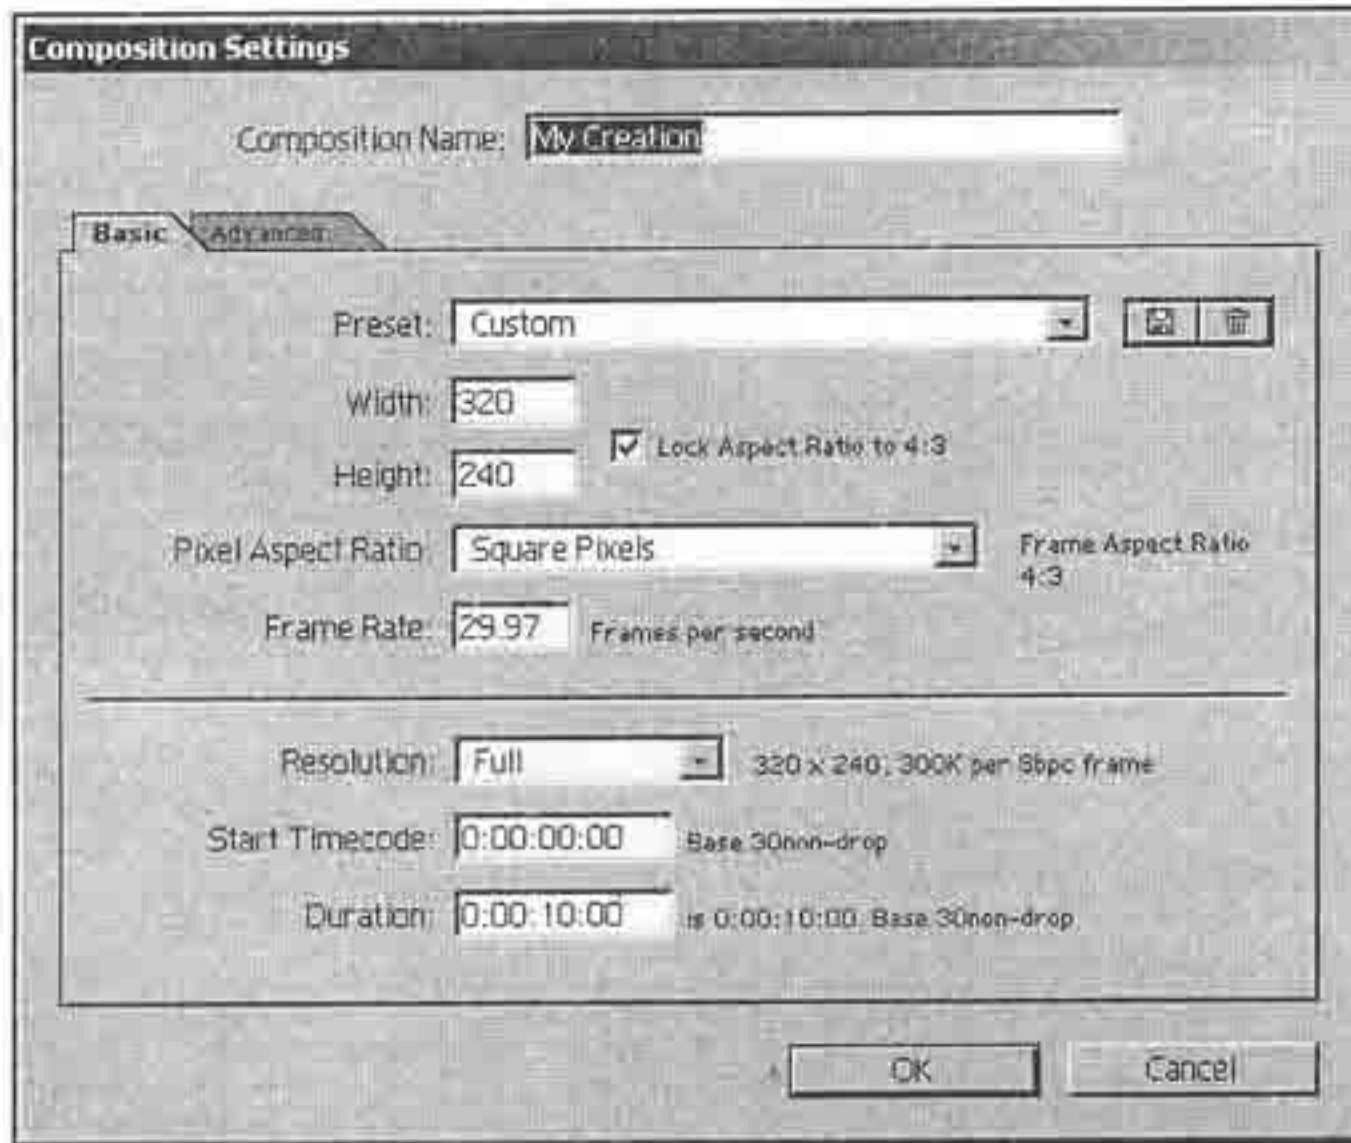 Composition Settings
Composition Name: My Creation
Basic Advanced
Preset: Custom
Width: 320
Lock Aspect Ratio to 4:3
Height: 240
Pixel Aspect Ratio: Square Pixels
Frame Aspect Ratio
4:3
Frame Rate: 29.97 Frames per second
Resolution: Full 320 x 240, 300K per 8bpc frame
Start Timecode: 0:00:00:00 Base 30non-drop
Duration: 0:00:10:00 is 0:00:10:00. Base 30non-drop
OK Cancel